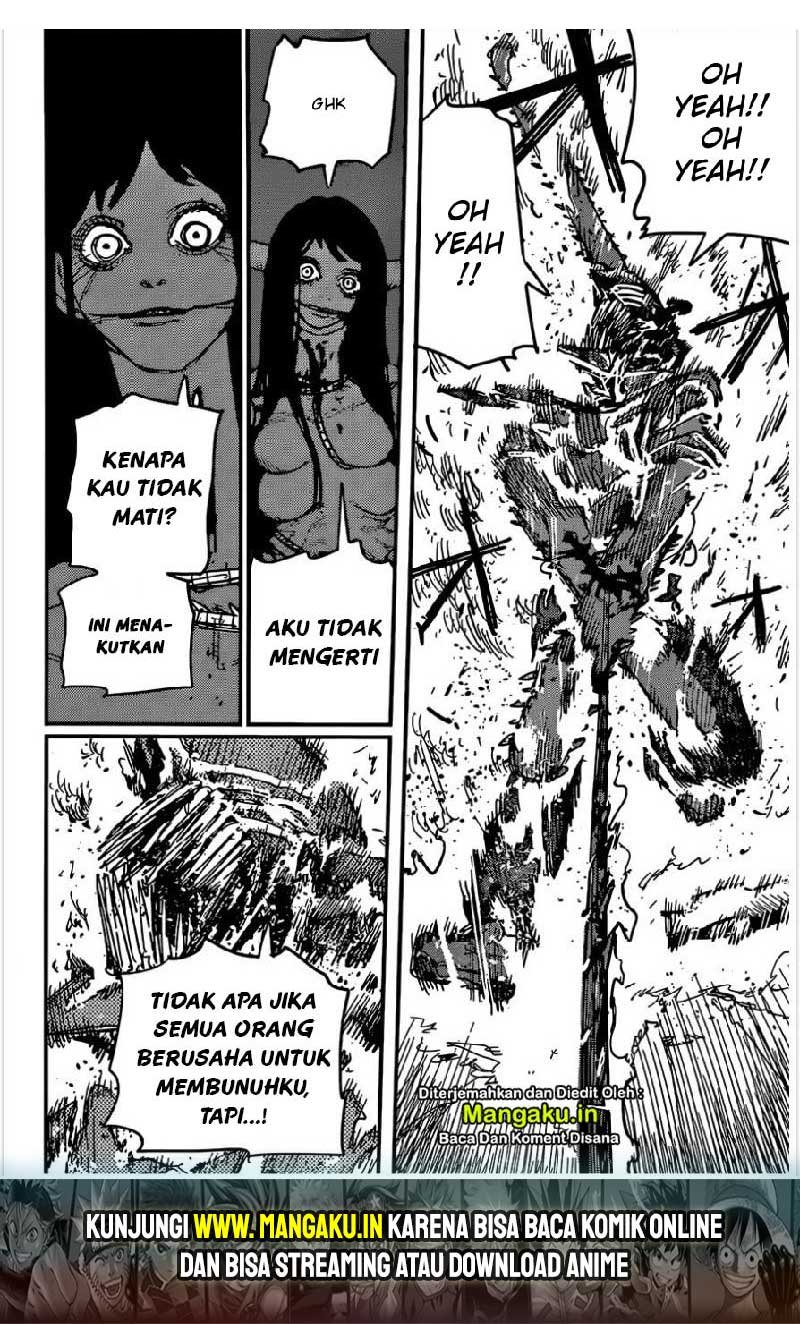 OH
YEAH!!
OH
YEAH!!
OH
YEAH
!!
GHK
AKU TIDAK
MENGERTI
KENAPA
KAU TIDAK
MATI?
INI MENA-
KUTKAN
TIDAK APA JIKA
SEMUA ORANG
BERUSAHA UNTUK
MEMBUNUHKU,
TAPI...!
Diterjemahkan dan Diedit Oleh :
Mangaku.in
Baca Dan Koment Disana
KUNJUNGI WWW. MANGAKU.IN KARENA BISA BACA KOMIK ONLINE
DAN BISA STREAMING ATAU DOWNLOAD ANIME